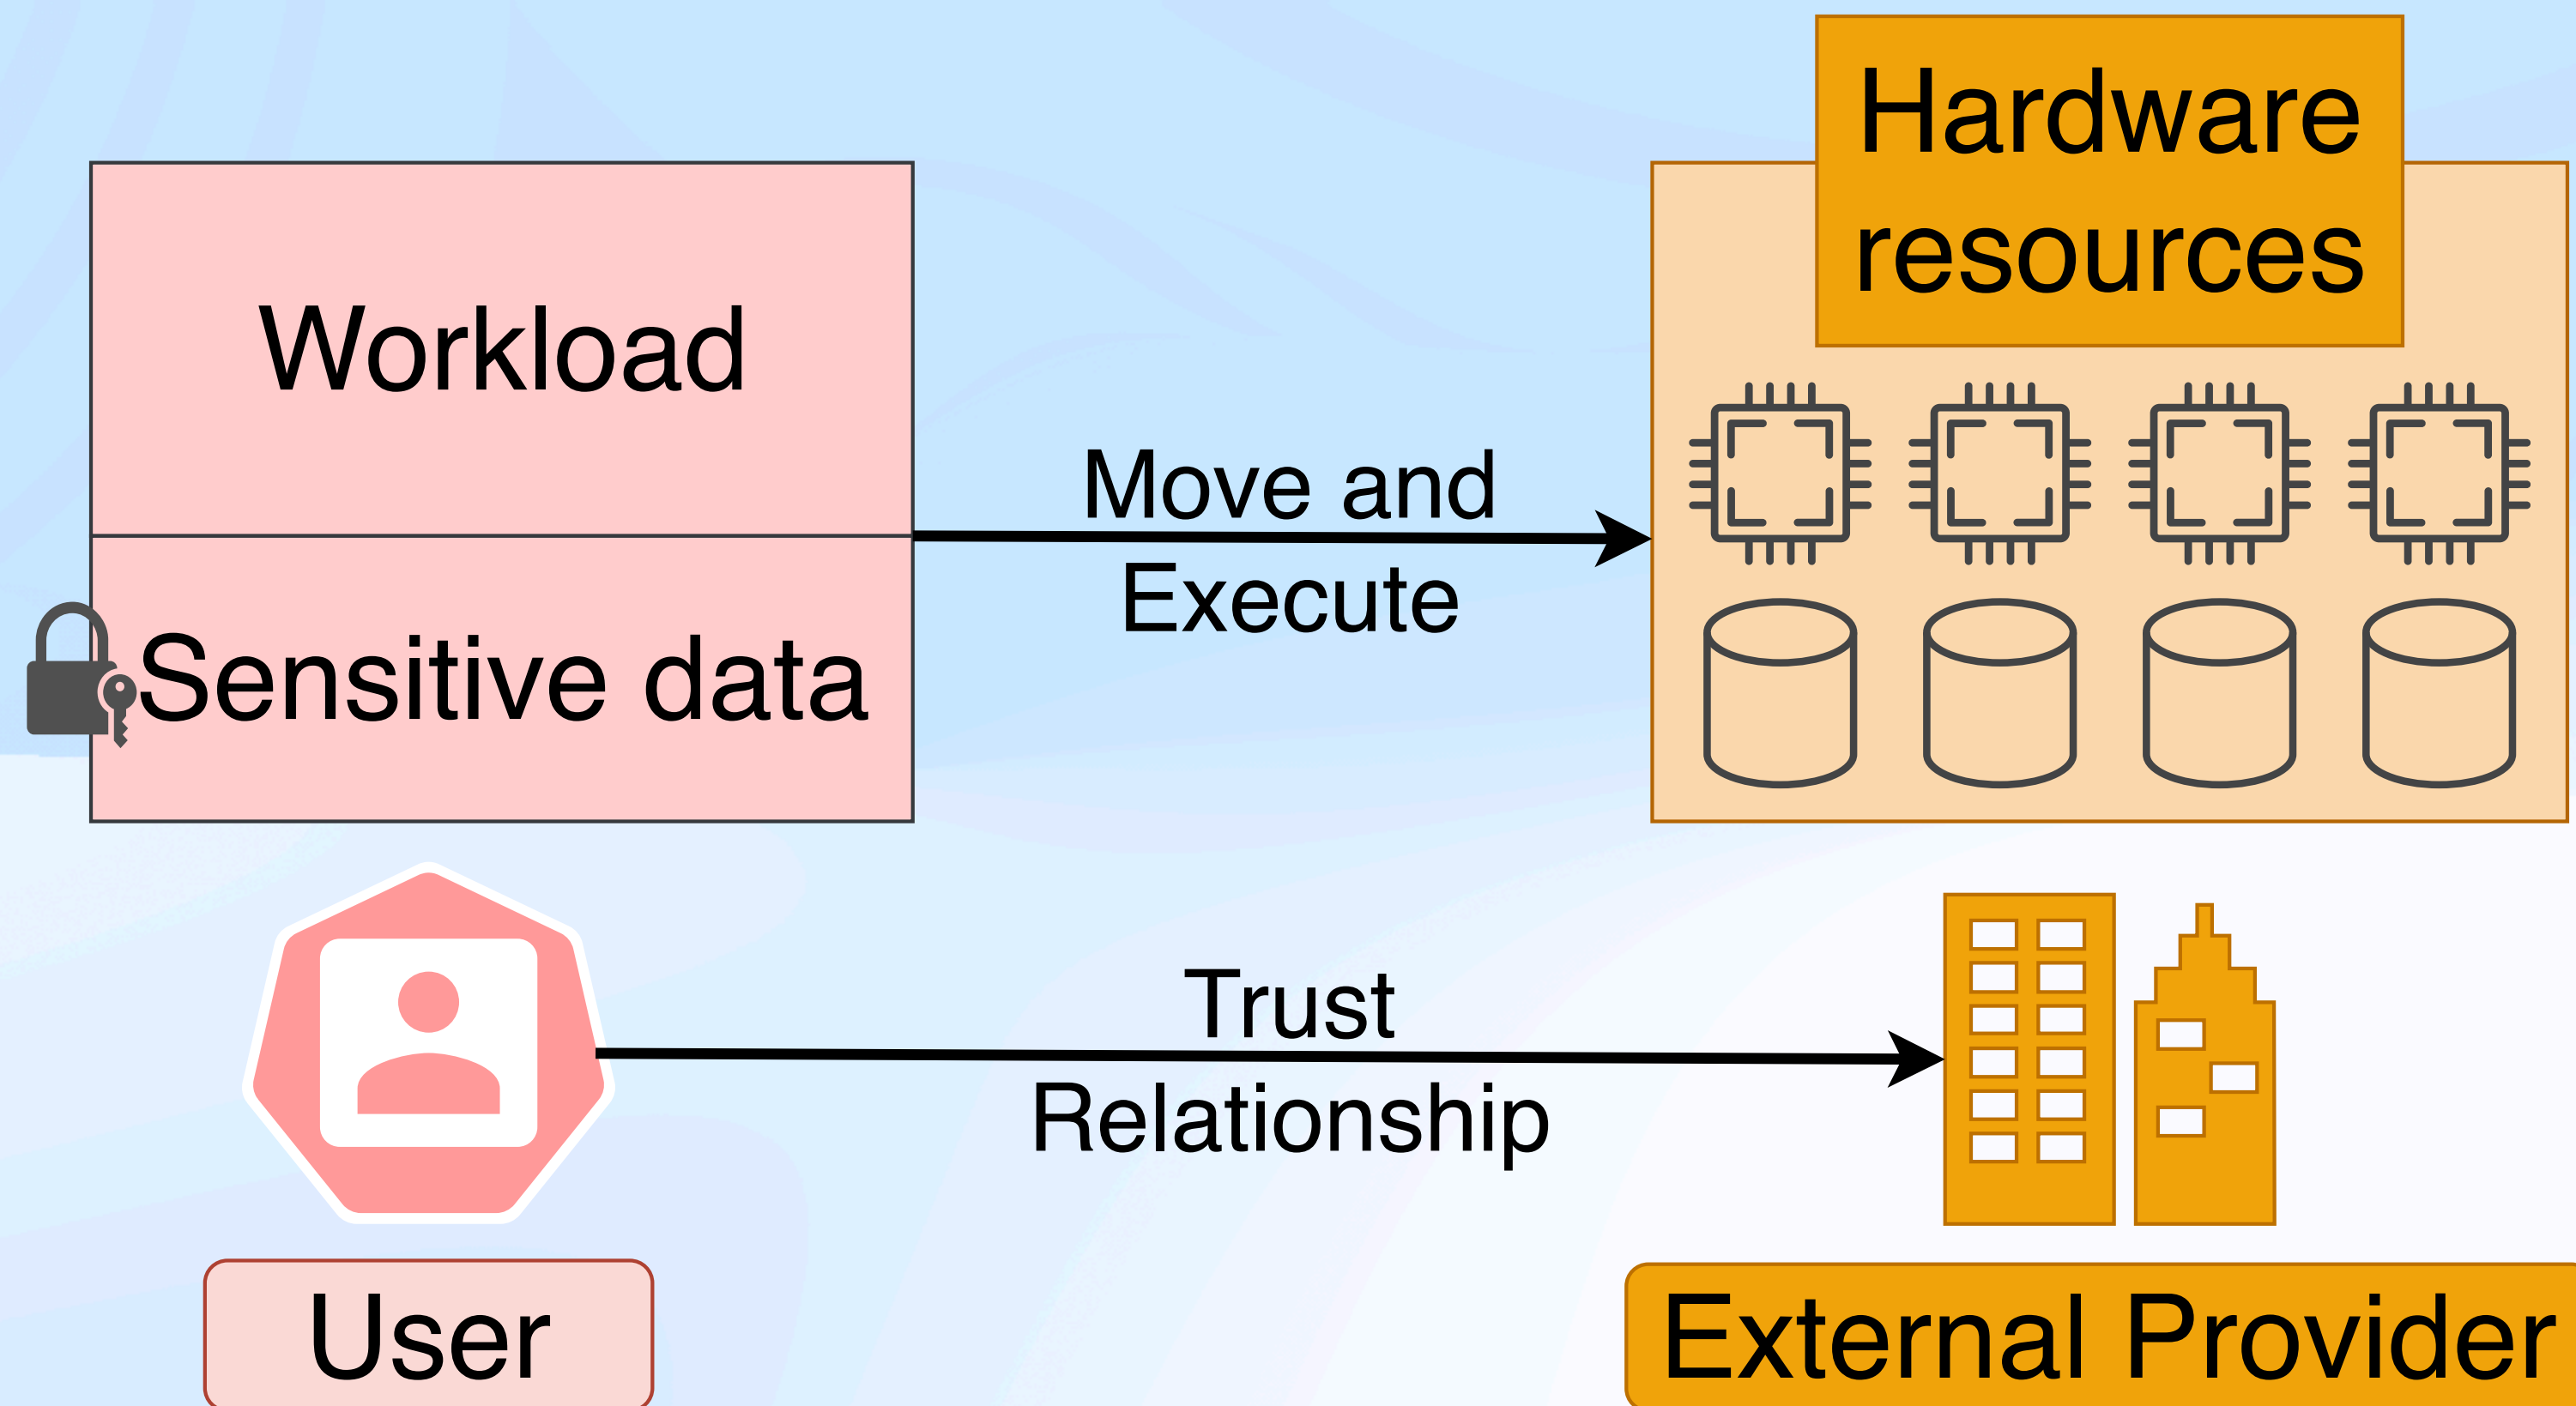 Hardware
resources
Workload
Move and
Execute
Sensitive data
Trust
Relationship
User
External Provider